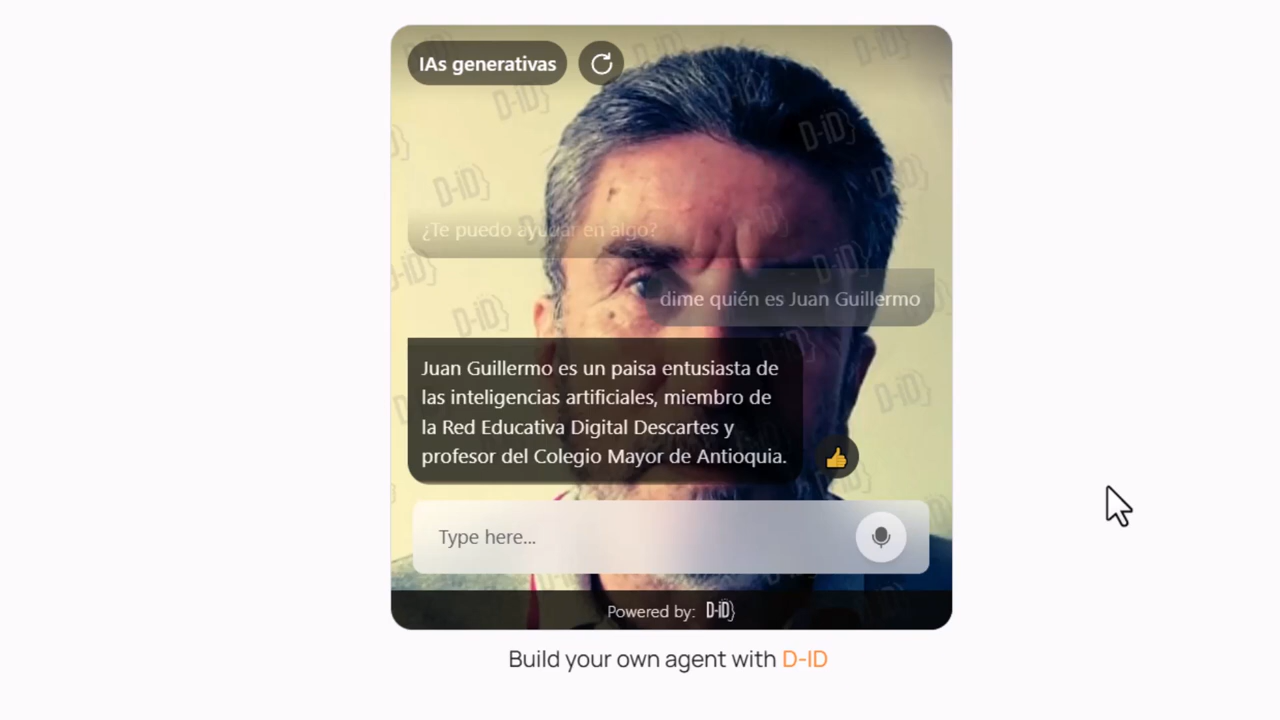 IAs generativas
¿Te puedo ayudar en algo?
dime quién es Juan Guillermo
Juan Guillermo es un paisa entusiasta de
las inteligencias artificiales, miembro de
la Red Educativa Digital Descartes y
profesor del Colegio Mayor de Antioquia.
Type here...
Powered by: D-iD}
Build your own agent with D-ID